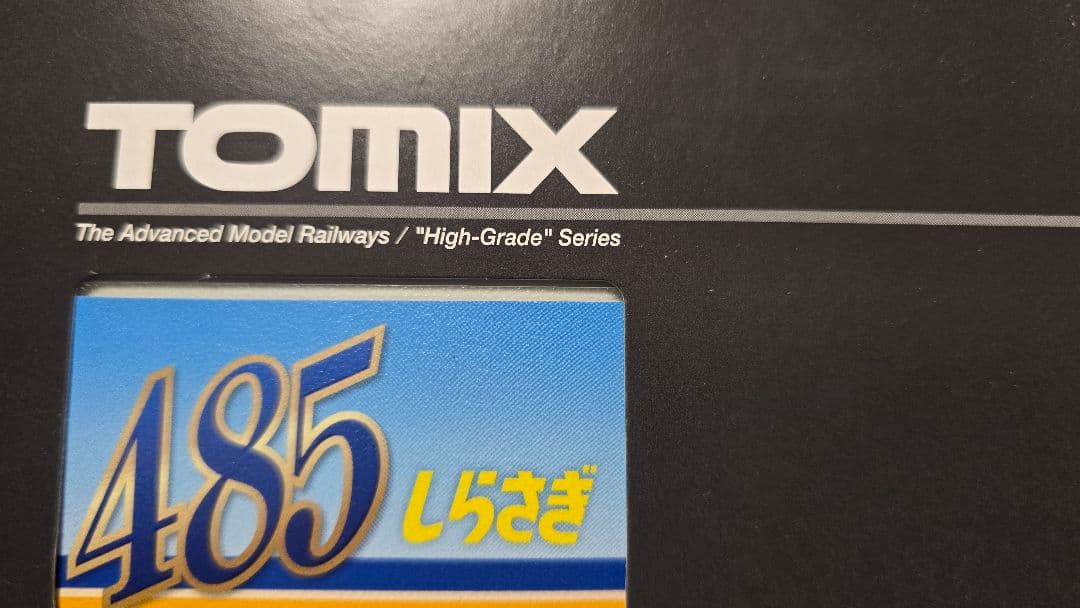 TOMIX
The Advanced Model Railways / "High-Grade" Series
485
しらさぎ